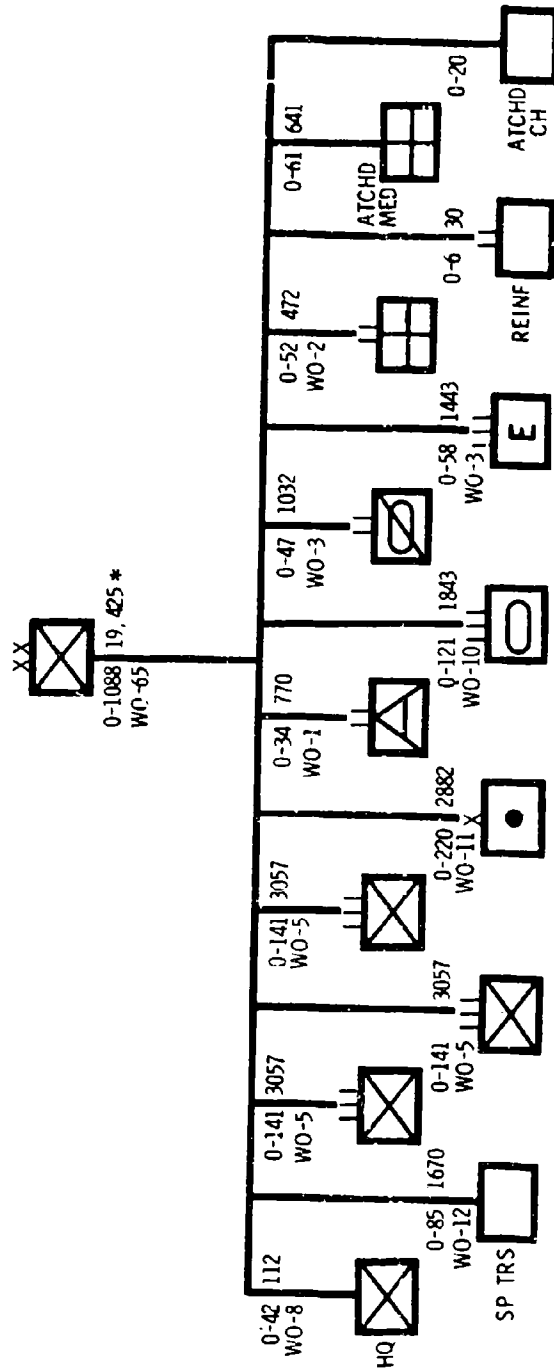 XX
0-1088 19, 425 *
WO-65
0-42 112
WO-8
HQ
0-85 1670
WO-12
SP TRS
0-141 3057
WO-5
0-141 3057
WO-5
0-141 3057
WO-5
0-220 2882
WO-11
X
0-34 770
WO-1
0-121 1843
WO-10
0-47 1032
WO-3
0-58 1443
WO-3
E
0-52 472
WO-2
0-6 30
REINF
0-61 641
ATCHD
MED
0-20
ATCHD
CH